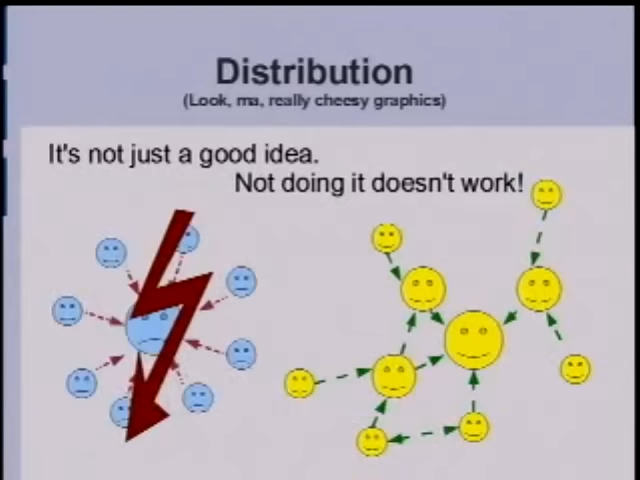 Distribution
(Look, ma, really cheesy graphics)
It's not just a good idea.
Not doing it doesn't work!